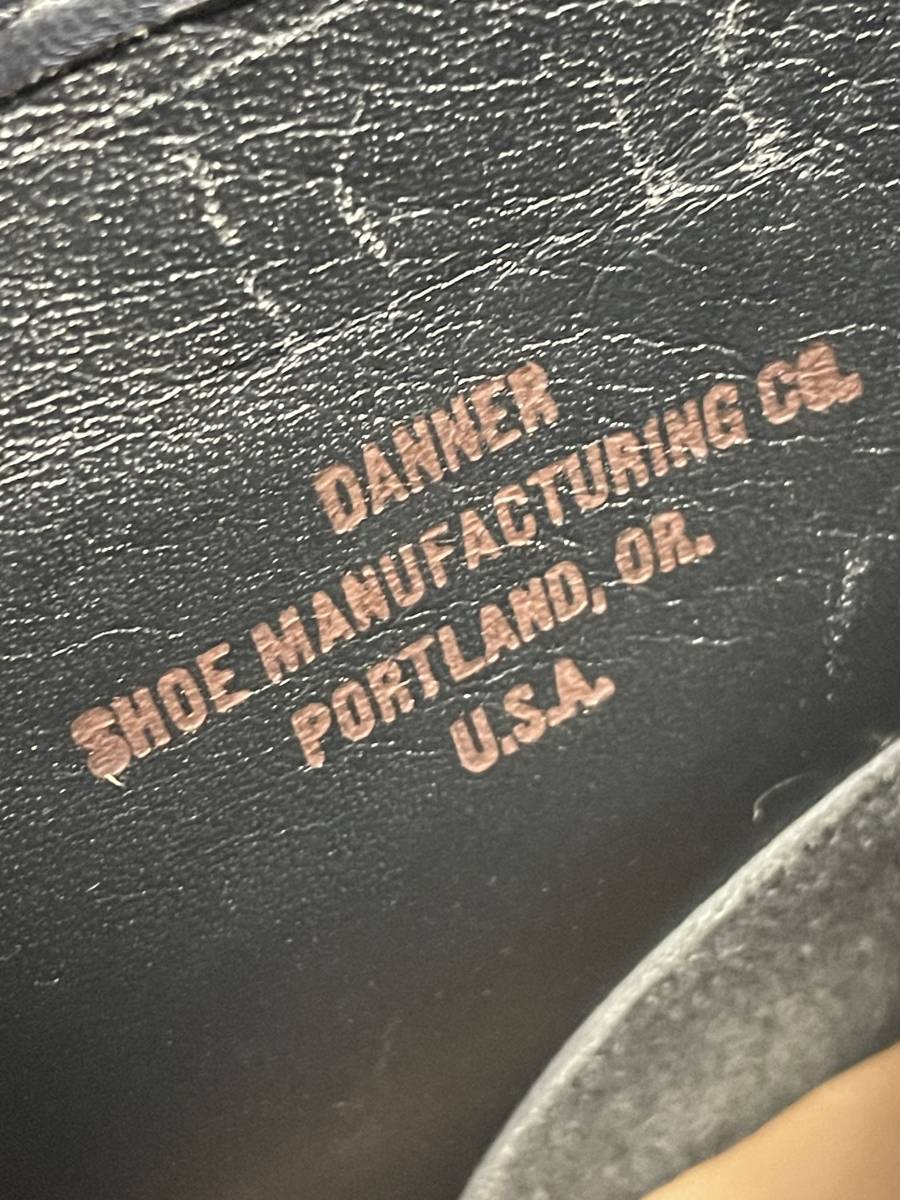 DANNER
SHOE MANUFACTURING CO.
PORTLAND, OR.
U.S.A.